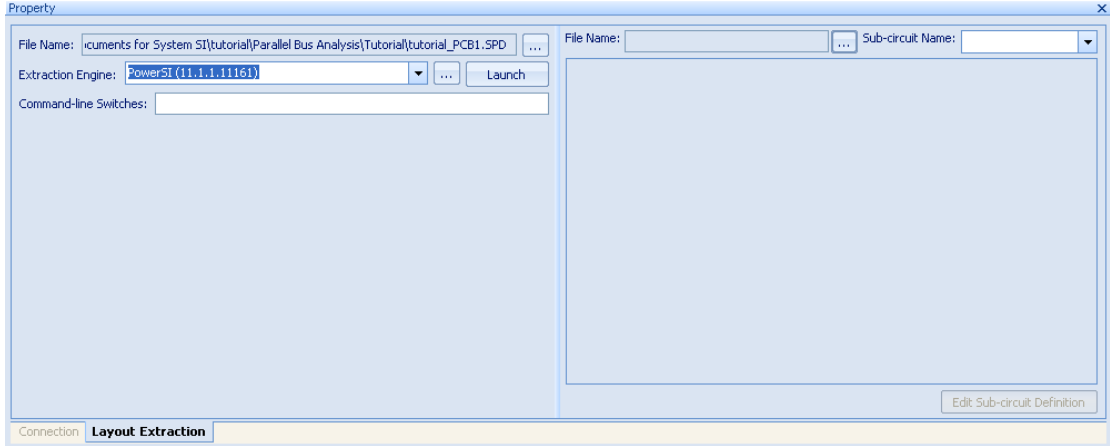 Property
File Name: cuments for System SI\tutorial\Parallel Bus Analysis\Tutorial\tutorial_PCB1.SPD ...
Extraction Engine: PowerSI (11.1.1.11161) ... Launch
Command-line Switches:
File Name: ... Sub-circuit Name:
Edit Sub-circuit Definition
Connection Layout Extraction